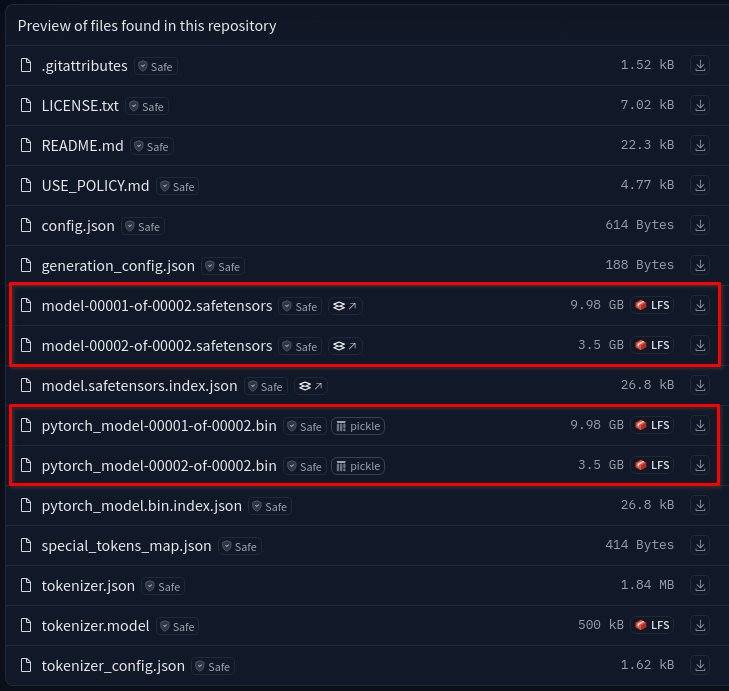 Preview of files found in this repository
.gitattributes Safe 1.52 kB
LICENSE.txt Safe 7.02 kB
README.md Safe 22.3 kB
USE_POLICY.md Safe 4.77 kB
config.json Safe 614 Bytes
generation_config.json Safe 188 Bytes
model-00001-of-00002.safetensors Safe 9.98 GB LFS
model-00002-of-00002.safetensors Safe 3.5 GB LFS
model.safetensors.index.json Safe 26.8 kB
pytorch_model-00001-of-00002.bin Safe pickle 9.98 GB LFS
pytorch_model-00002-of-00002.bin Safe pickle 3.5 GB LFS
pytorch_model.bin.index.json Safe 26.8 kB
special_tokens_map.json Safe 414 Bytes
tokenizer.json Safe 1.84 MB
tokenizer.model Safe 500 kB LFS
tokenizer_config.json Safe 1.62 kB